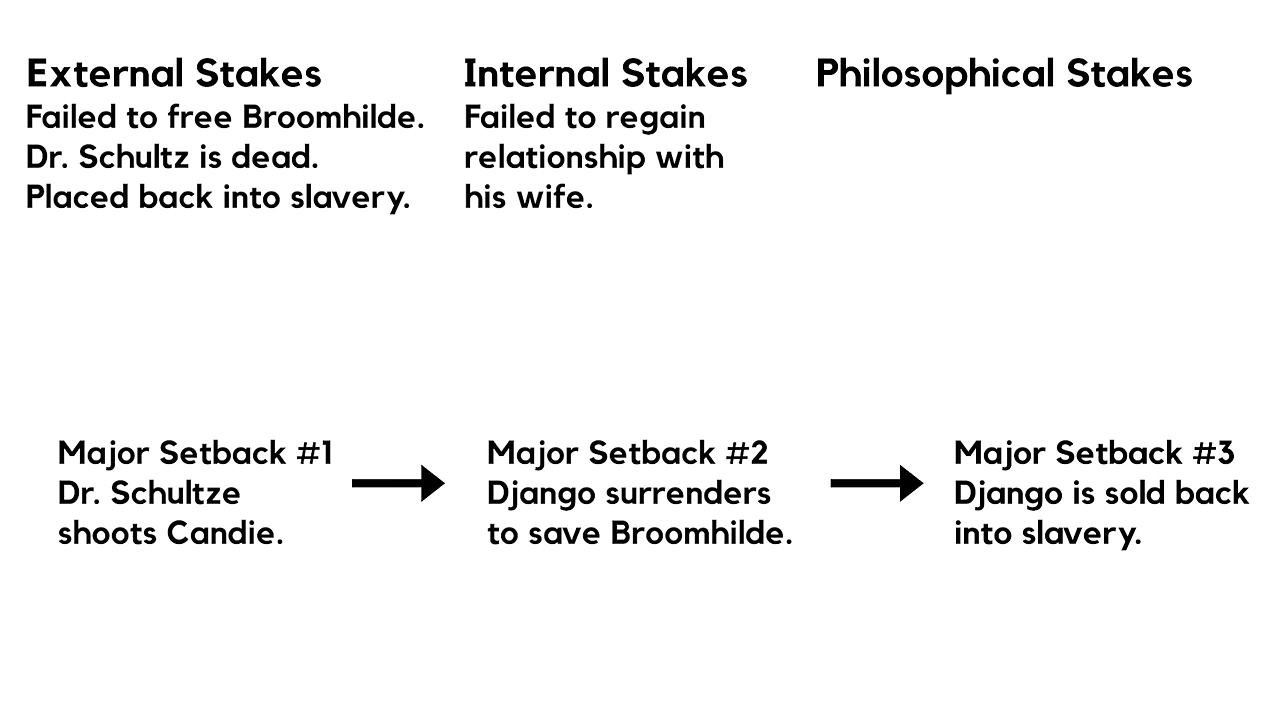 External Stakes
Failed to free Broomhilde.
Dr. Schultz is dead.
Placed back into slavery.
Internal Stakes
Failed to regain
relationship with
his wife.
Philosophical Stakes
Major Setback #1
Dr. Schultze
shoots Candie.
Major Setback #2
Django surrenders
to save Broomhilde.
Major Setback #3
Django is sold back
into slavery.